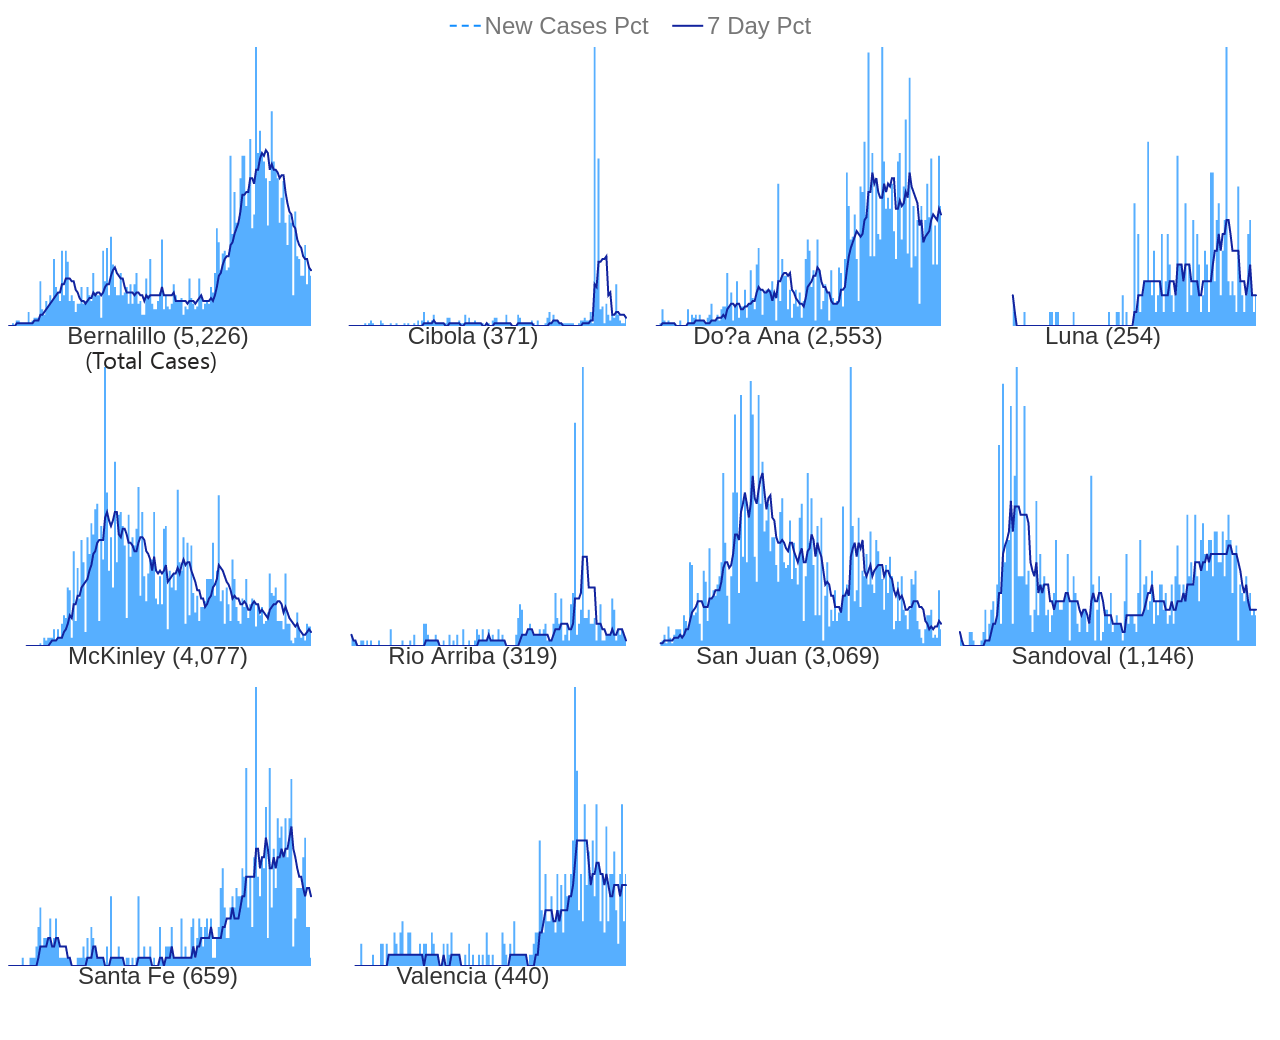 New Cases Pct 7 Day Pct
Bernalillo (5,226) Cibola (371) Do?a Ana (2,553) Luna (254)
(Total Cases)
McKinley (4,077) Rio Arriba (319) San Juan (3,069) Sandoval (1,146)
Santa Fe (659) Valencia (440)